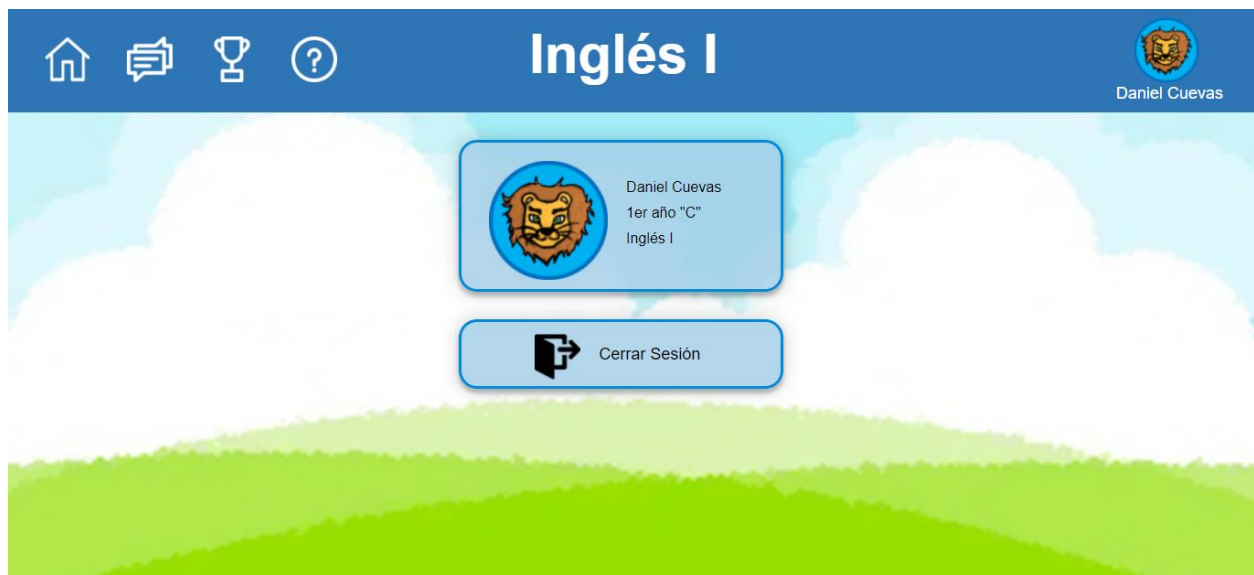 Inglés I
Daniel Cuevas
Daniel Cuevas
1er año "C"
Inglés I
Cerrar Sesión